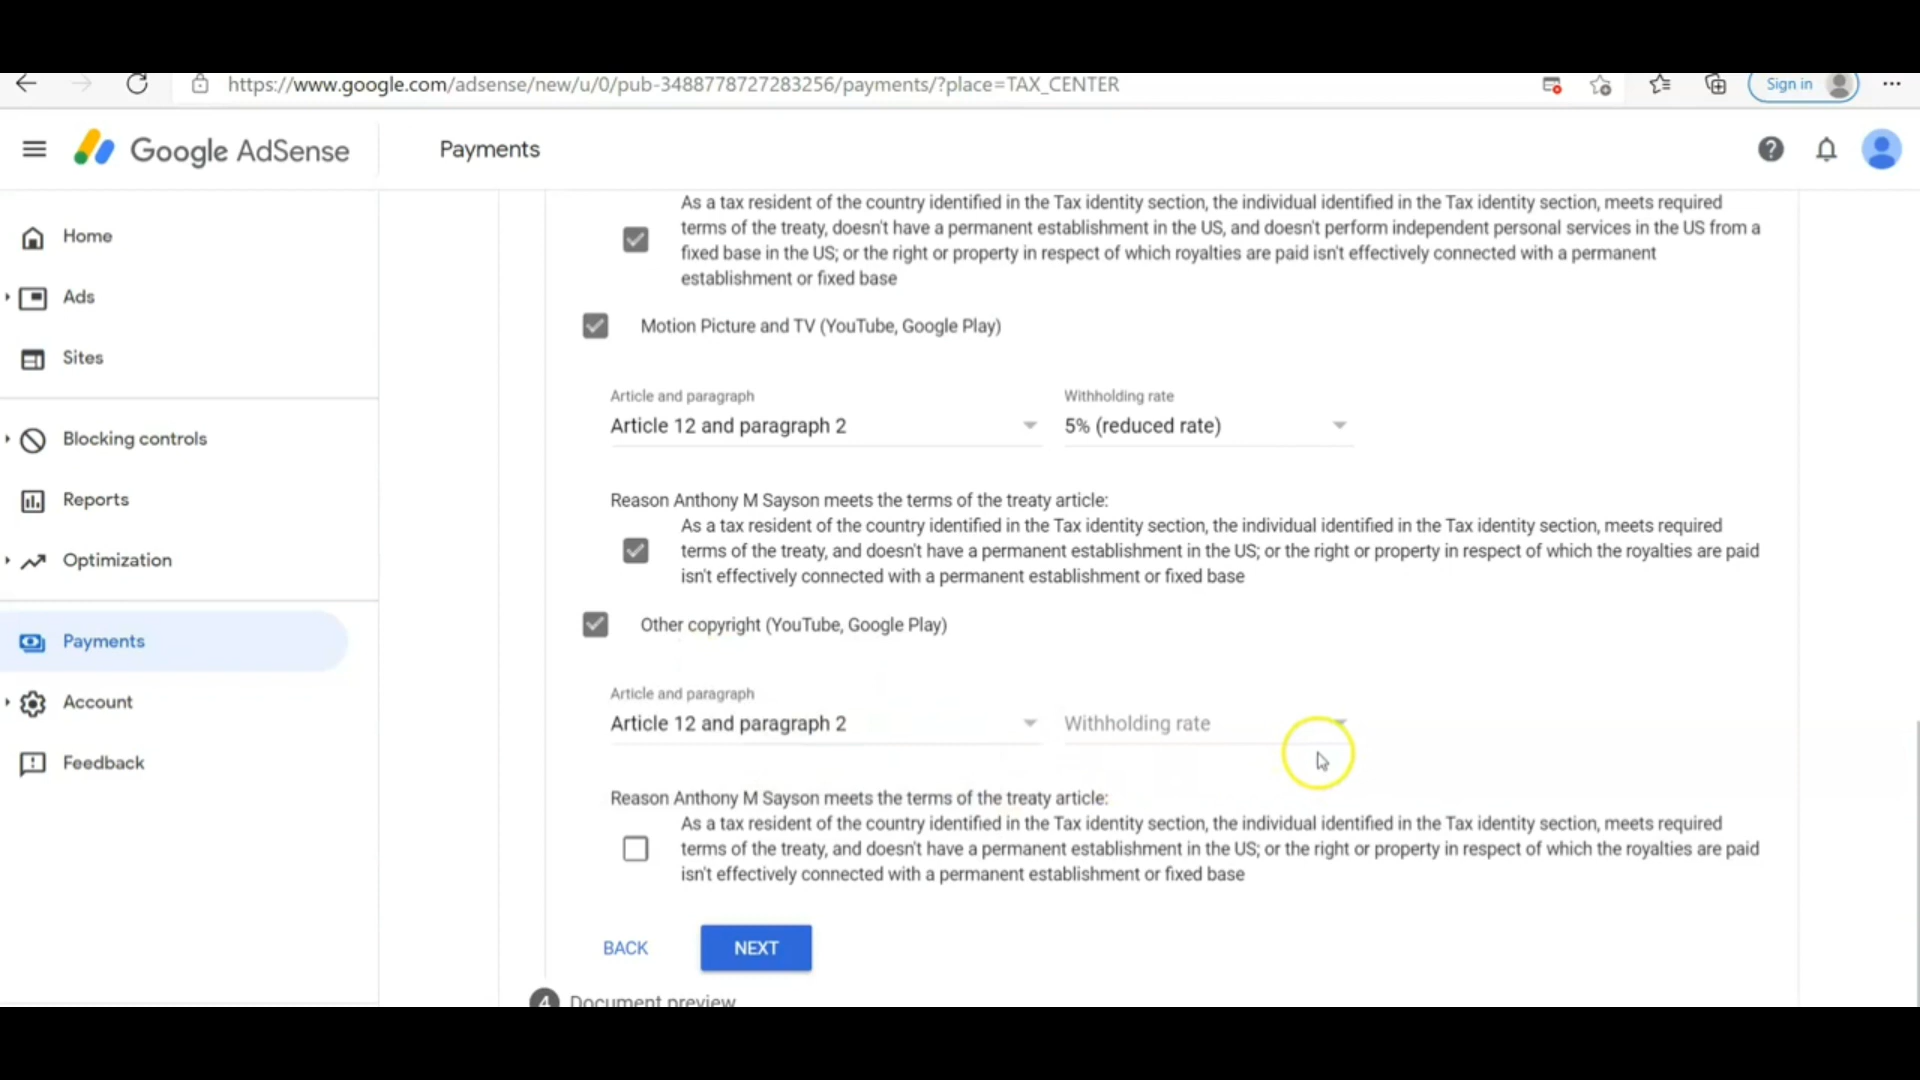 https://www.google.com/adsense/new/u/0/pub-3488778727283256/payments/?place=TAX_CENTER
Sign in
Google AdSense
Payments
Home
Ads
Sites
Blocking controls
Reports
Optimization
Payments
Account
Feedback
As a tax resident of the country identified in the Tax identity section, the individual identified in the Tax identity section, meets required
terms of the treaty, doesn't have a permanent establishment in the US, and doesn't perform independent personal services in the US from a
fixed base in the US; or the right or property in respect of which royalties are paid isn't effectively connected with a permanent
establishment or fixed base
Motion Picture and TV (YouTube, Google Play)
Article and paragraph
Withholding rate
Article 12 and paragraph 2
5% (reduced rate)
Reason Anthony M Sayson meets the terms of the treaty article:
As a tax resident of the country identified in the Tax identity section, the individual identified in the Tax identity section, meets required
terms of the treaty, and doesn't have a permanent establishment in the US; or the right or property in respect of which the royalties are paid
isn't effectively connected with a permanent establishment or fixed base
Other copyright (YouTube, Google Play)
Article and paragraph
Article 12 and paragraph 2
Withholding rate
Reason Anthony M Sayson meets the terms of the treaty article:
As a tax resident of the country identified in the Tax identity section, the individual identified in the Tax identity section, meets required
terms of the treaty, and doesn't have a permanent establishment in the US; or the right or property in respect of which the royalties are paid
isn't effectively connected with a permanent establishment or fixed base
BACK
NEXT
4 Document preview